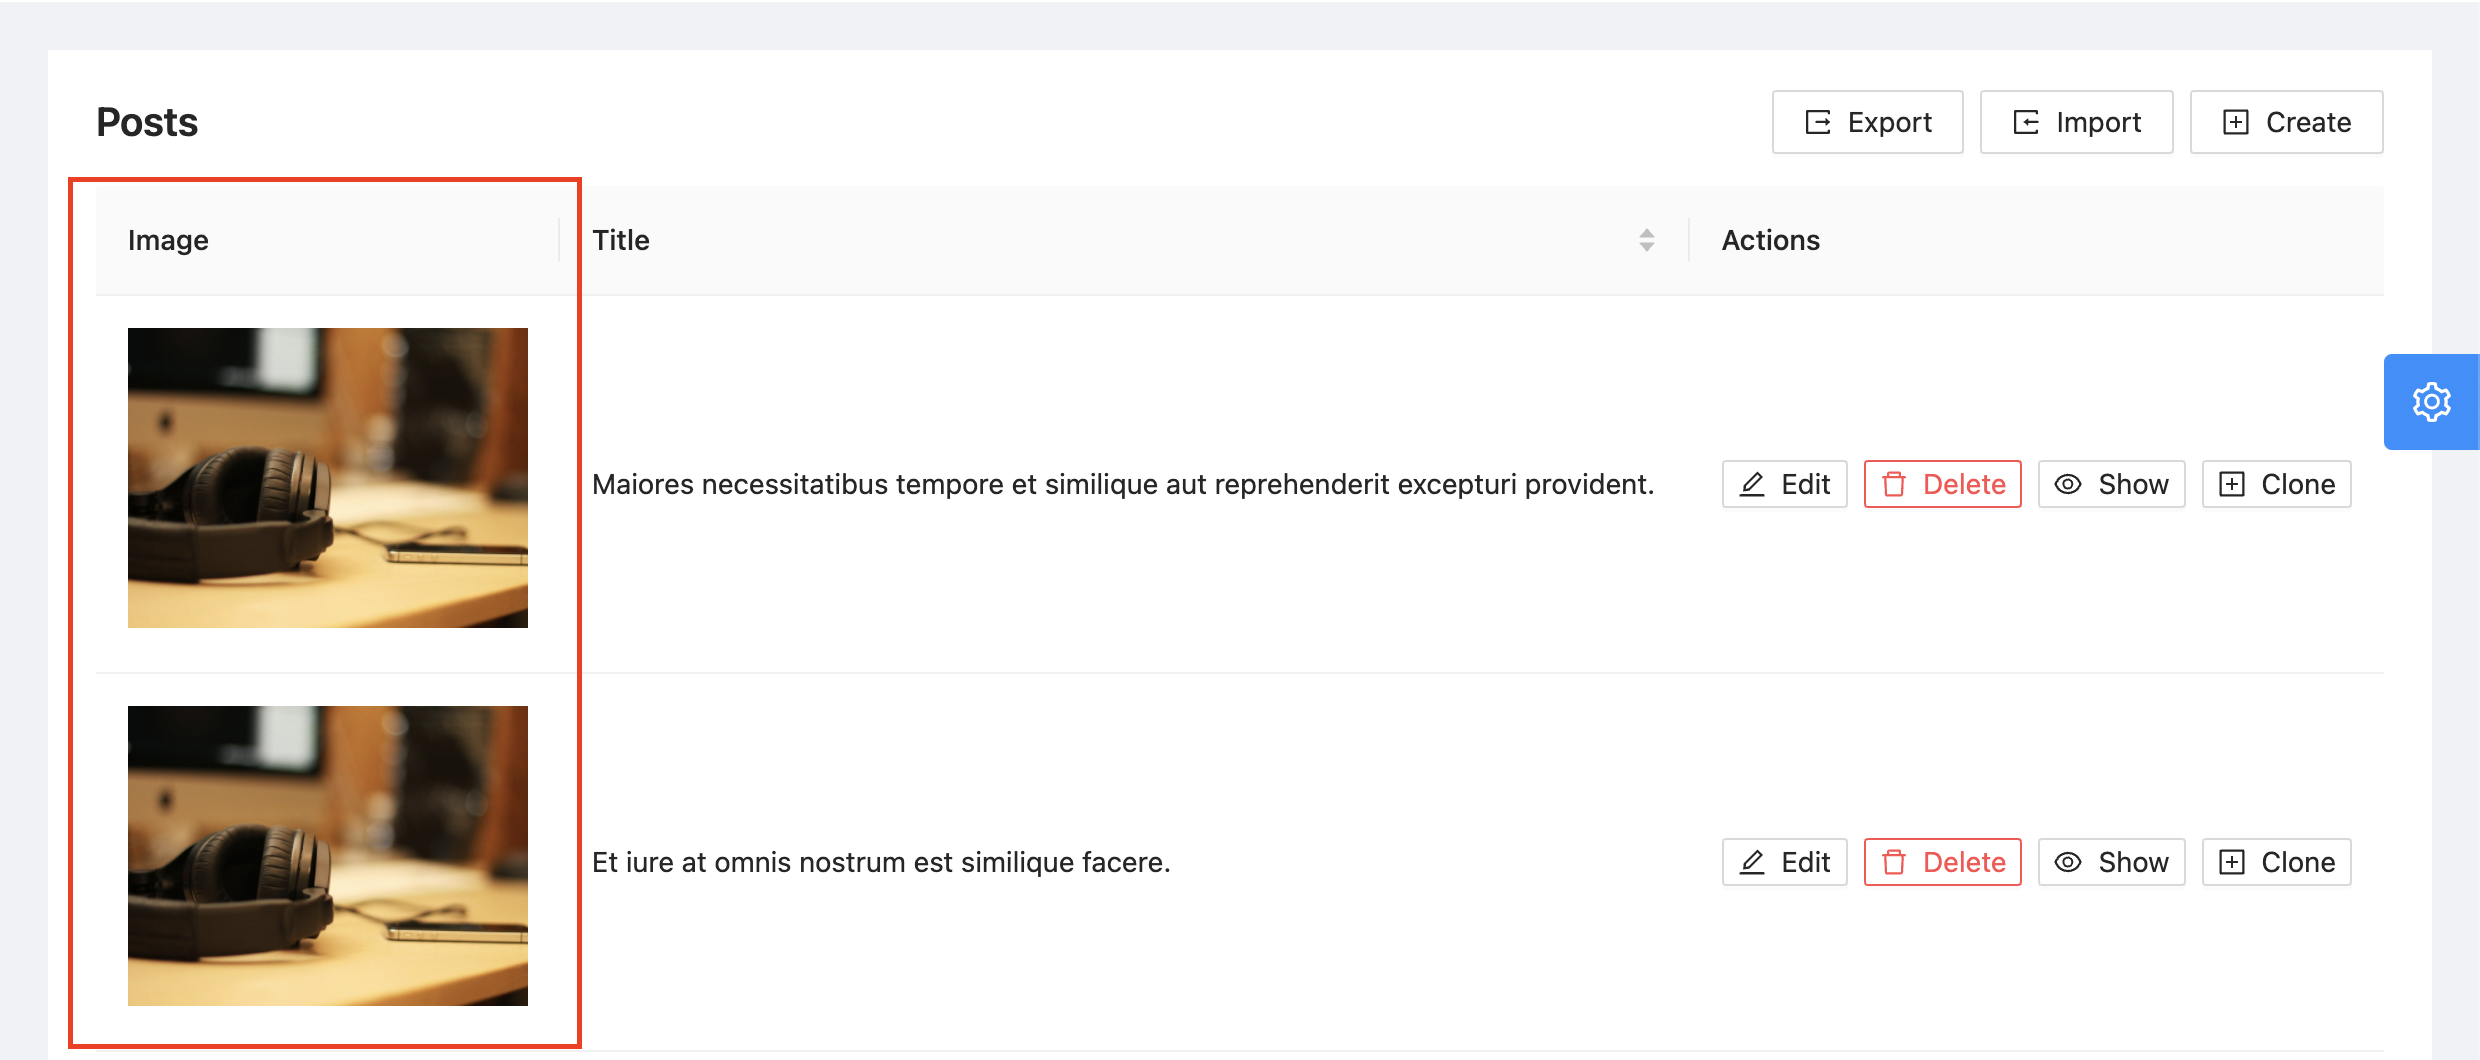 Posts
Export Import Create
Image Title Actions
Maiores necessitatibus tempore et similique aut reprehenderit excepturi provident. Edit Delete Show Clone
Et iure at omnis nostrum est similique facere. Edit Delete Show Clone